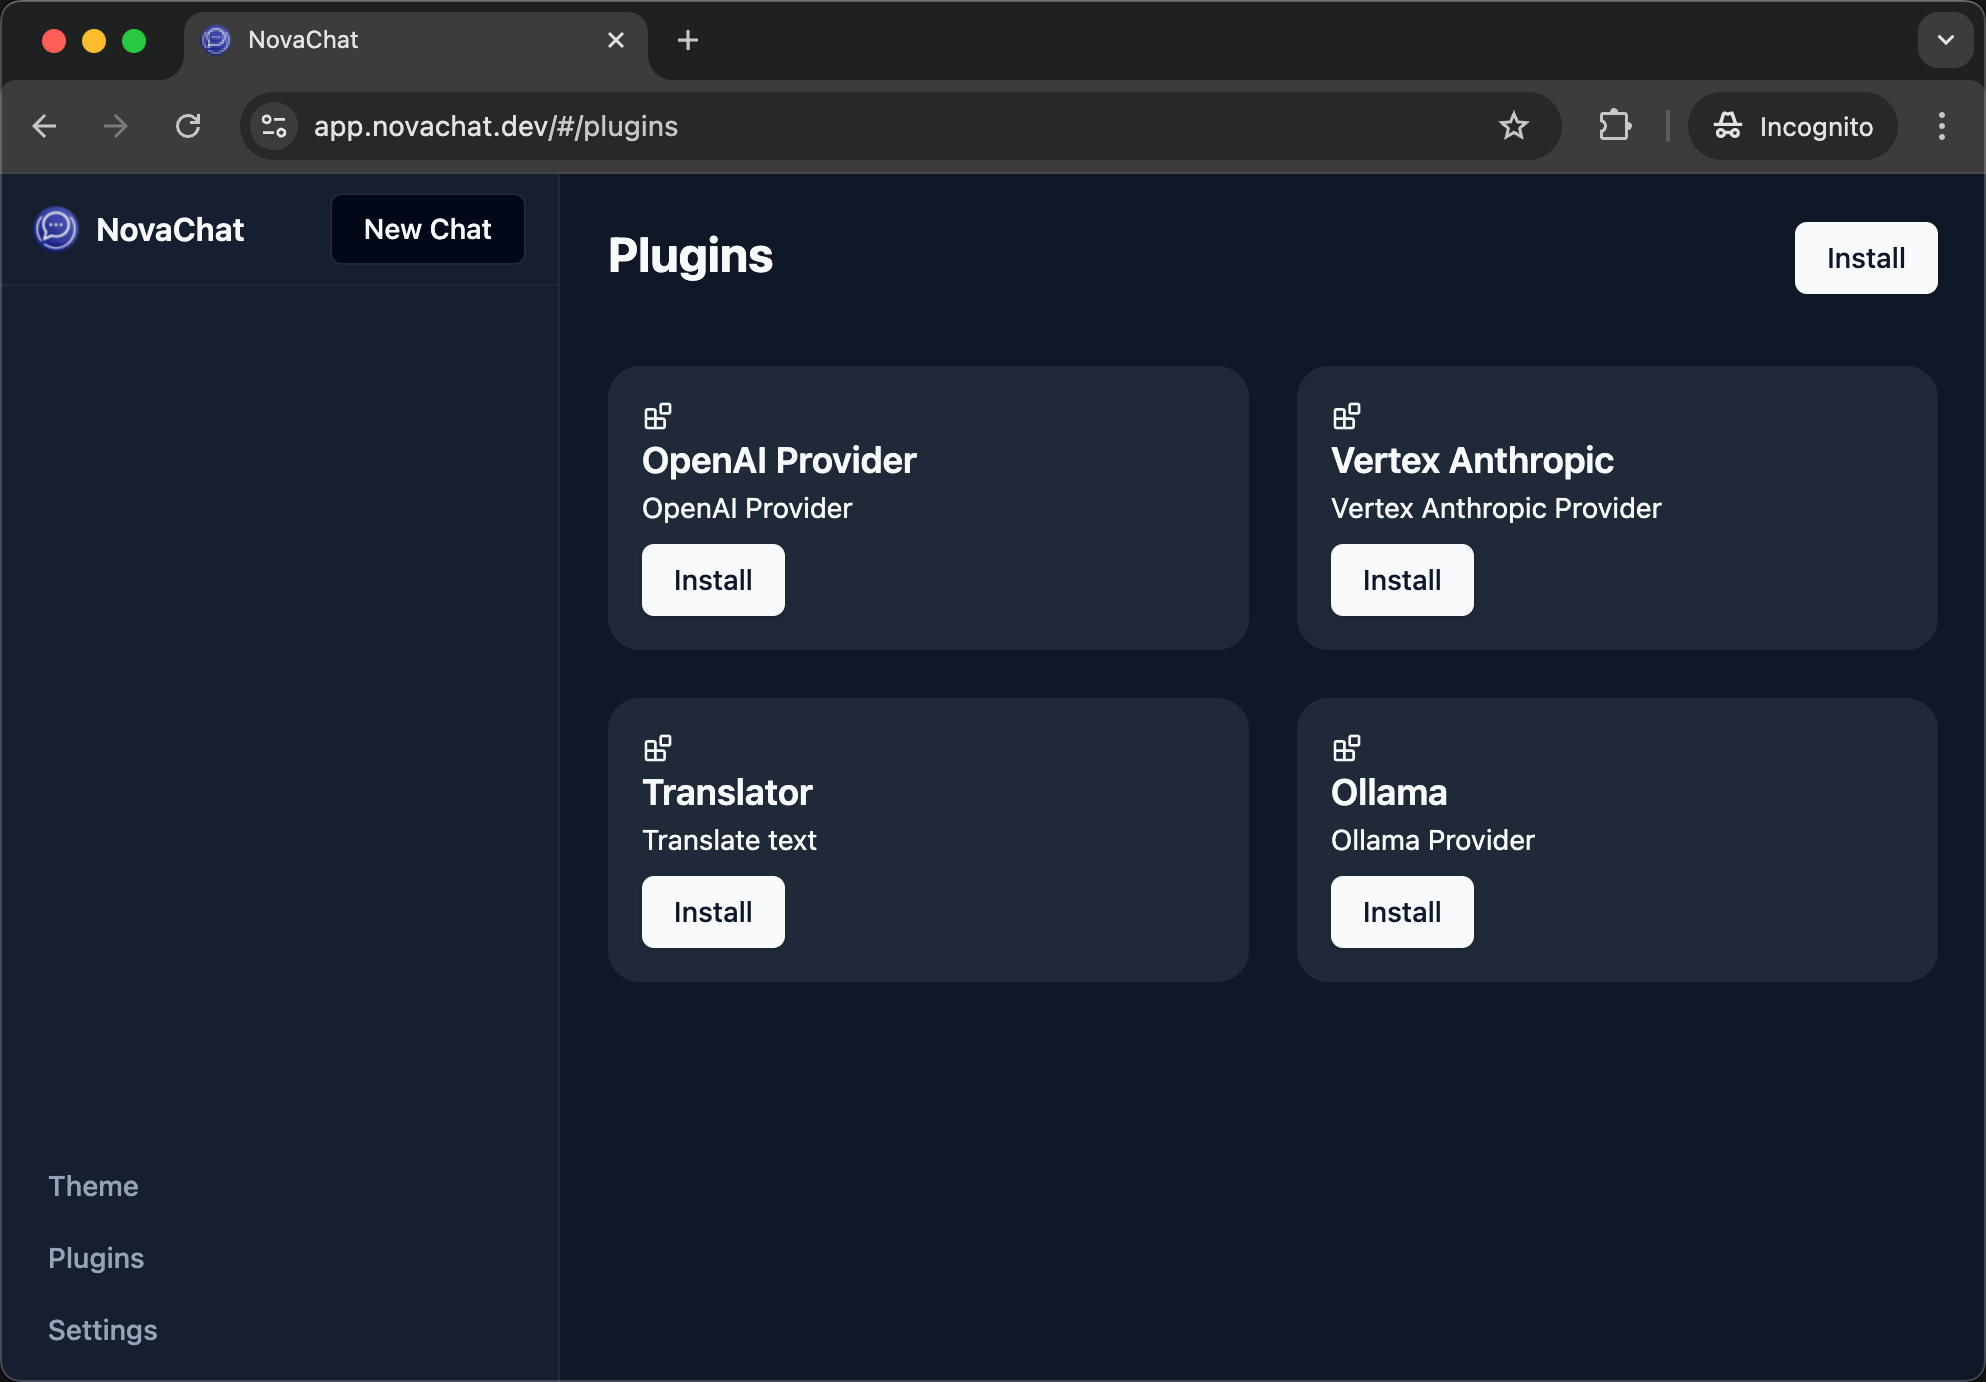 NovaChat
app.novachat.dev/#/plugins
Incognito
NovaChat
New Chat
Plugins
Install
OpenAI Provider
OpenAI Provider
Install
Vertex Anthropic
Vertex Anthropic Provider
Install
Translator
Translate text
Install
Ollama
Ollama Provider
Install
Theme
Plugins
Settings